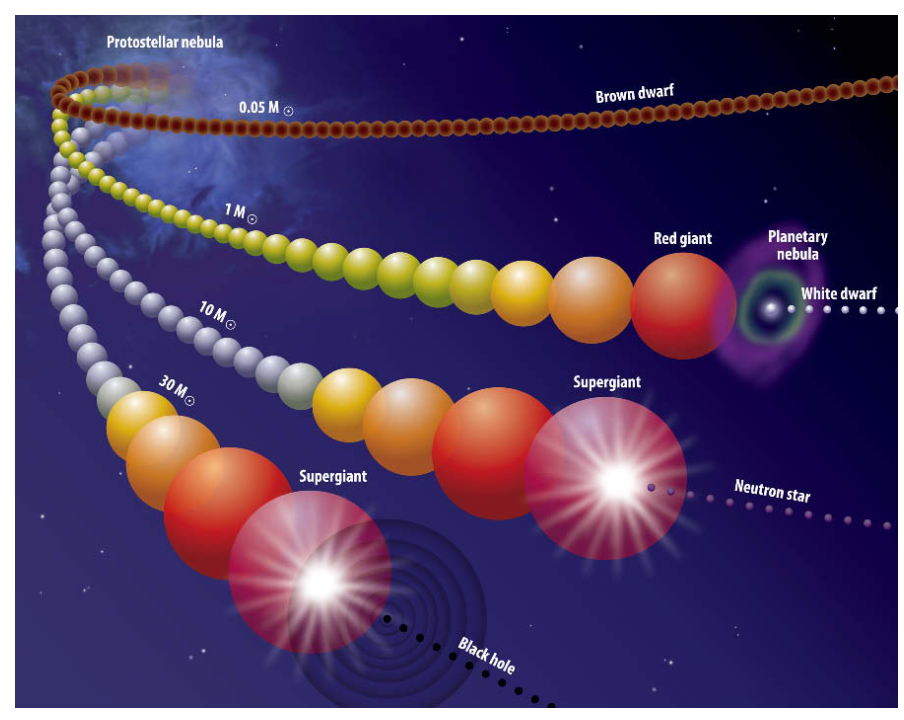 Protostellar nebula
Brown dwarf
0.05 M ☉
1 M ☉
Red giant
Planetary
nebula
White dwarf
10 M ☉
Supergiant
30 M ☉
Supergiant
Neutron star
Black hole